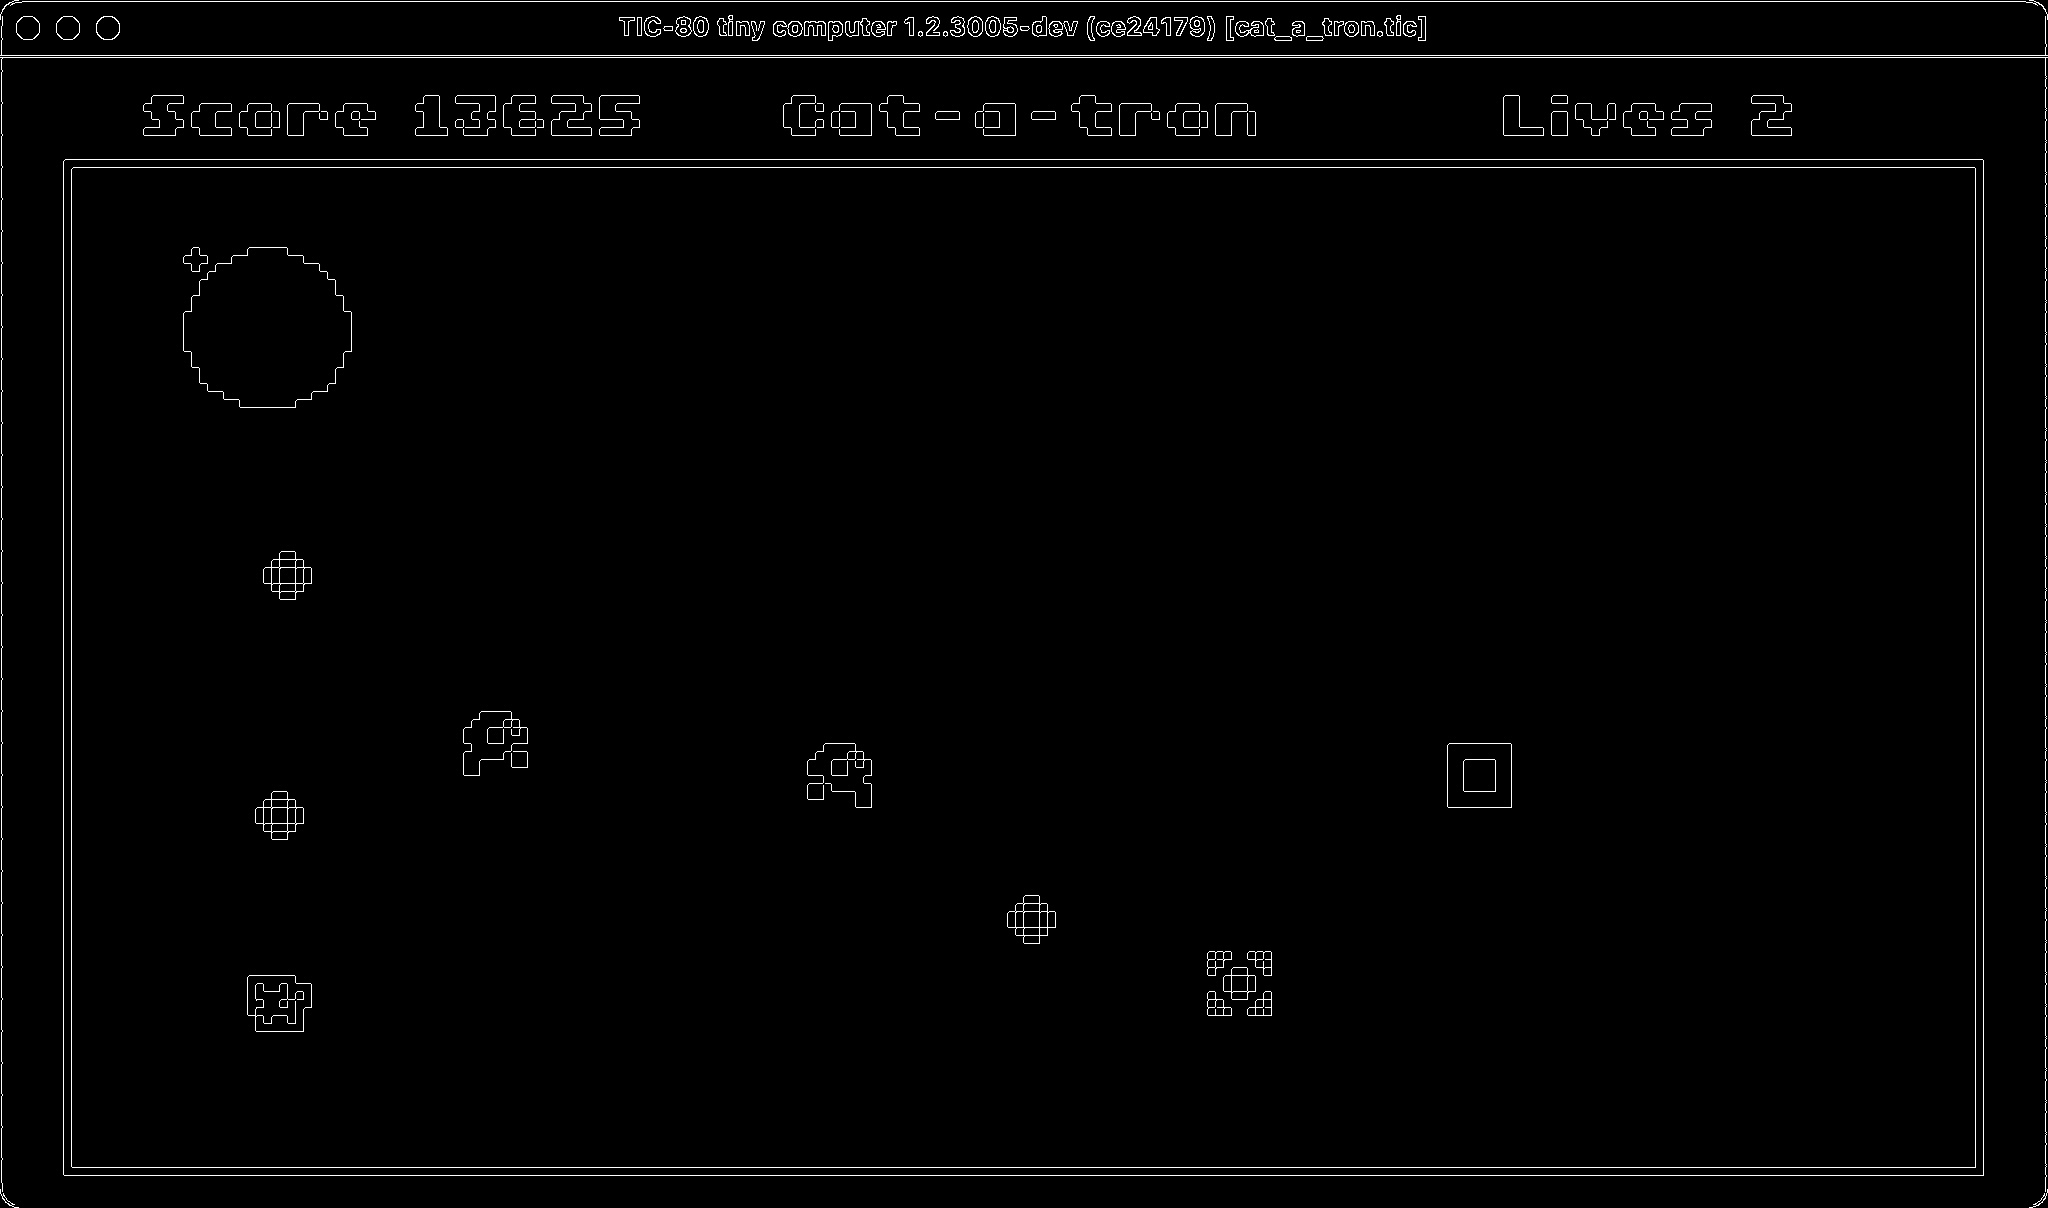 TIC-80 tiny computer 1.2.3005-dev (ce24179) [cat_a_tron.tic]
Score 13625 Cat-a-tron Lives 2